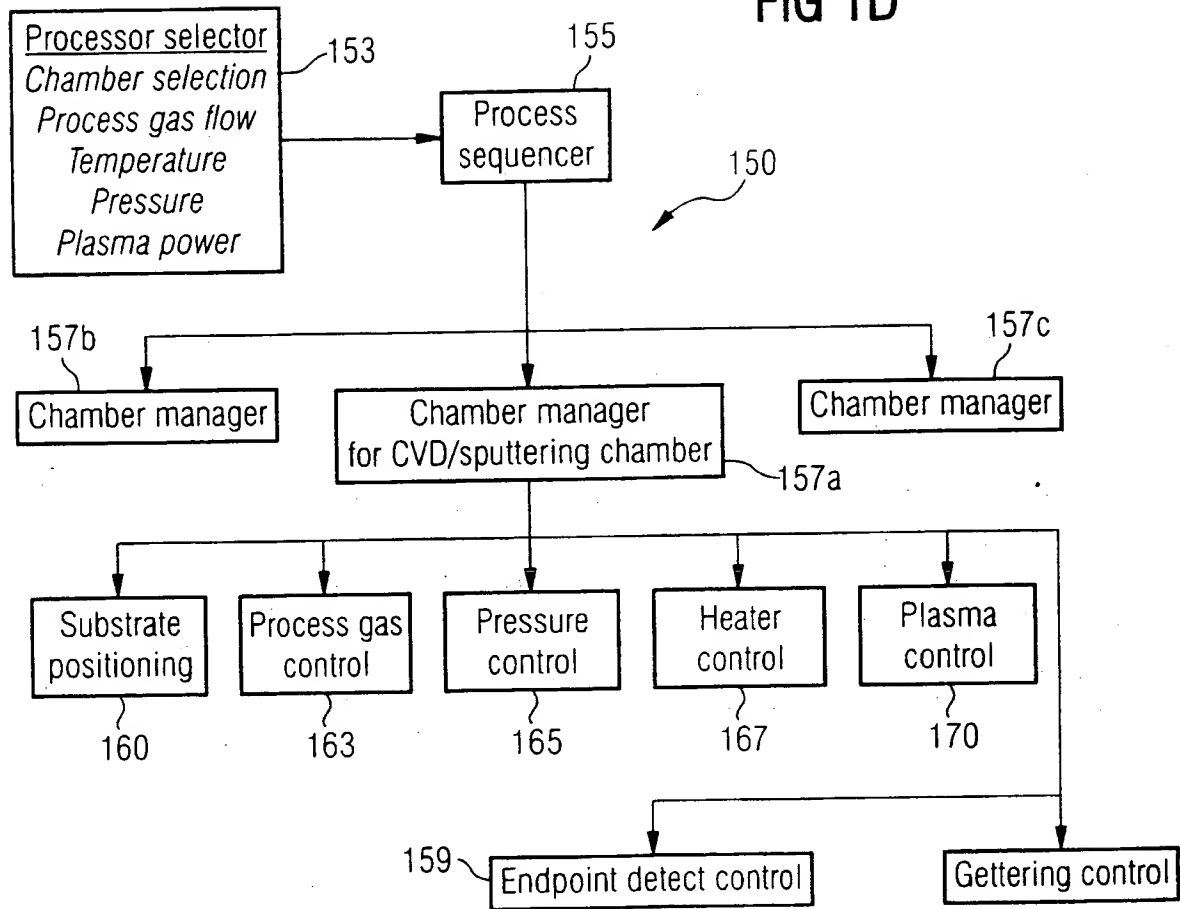 FIG 1D
Processor selector
Chamber selection
Process gas flow
Temperature
Pressure
Plasma power
153
155
Process
sequencer
150
157b
Chamber manager
Chamber manager
for CVD/sputtering chamber
157a
157c
Chamber manager
Substrate
positioning
160
Process gas
control
163
Pressure
control
165
Heater
control
167
Plasma
control
170
159
Endpoint detect control
Gettering control